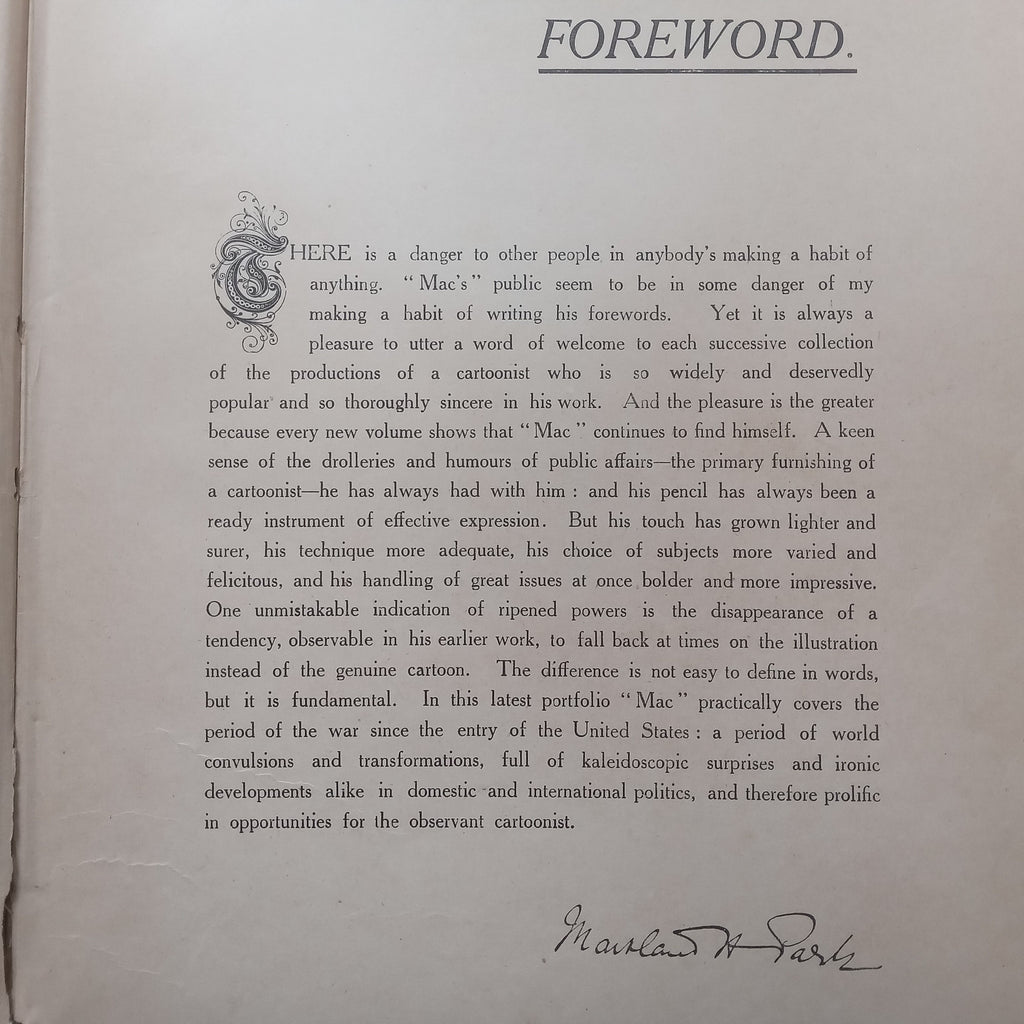 FOREWORD.
THERE is a danger to other people in anybody's making a habit of
anything. “Mac's” public seem to be in some danger of my
making a habit of writing his forewords. Yet it is always a
pleasure to utter a word of welcome to each successive collection
of the productions of a cartoonist who is so widely and deservedly
popular and so thoroughly sincere in his work. And the pleasure is the greater
because every new volume shows that “Mac” continues to find himself. A keen
sense of the drolleries and humours of public affairs—the primary furnishing of
a cartoonist—he has always had with him : and his pencil has always been a
ready instrument of effective expression. But his touch has grown lighter and
surer, his technique more adequate, his choice of subjects more varied and
felicitous, and his handling of great issues at once bolder and more impressive.
One unmistakable indication of ripened powers is the disappearance of a
tendency, observable in his earlier work, to fall back at times on the illustration
instead of the genuine cartoon. The difference is not easy to define in words,
but it is fundamental. In this latest portfolio “Mac” practically covers the
period of the war since the entry of the United States : a period of world
convulsions and transformations, full of kaleidoscopic surprises and ironic
developments alike in domestic and international politics, and therefore prolific
in opportunities for the observant cartoonist.
Maitland H Park